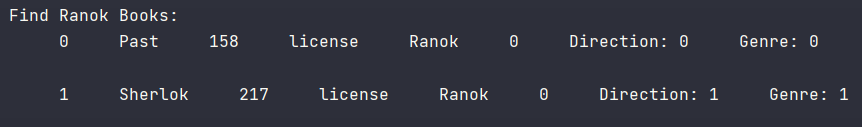 Find Ranok Books:
0 Past 158 license Ranok 0 Direction: 0 Genre: 0
1 Sherlok 217 license Ranok 0 Direction: 1 Genre: 1